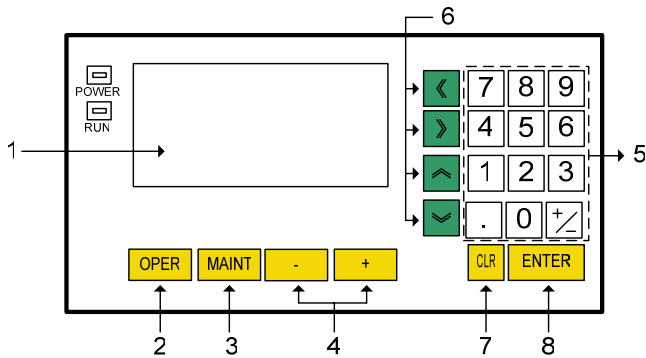 6
POWER
RUN
1
《 7 8 9
》 4 5 6
︽ 1 2 3
︾ . 0 +/-
5
OPER MAINT - + CLR ENTER
2 3 4 7 8